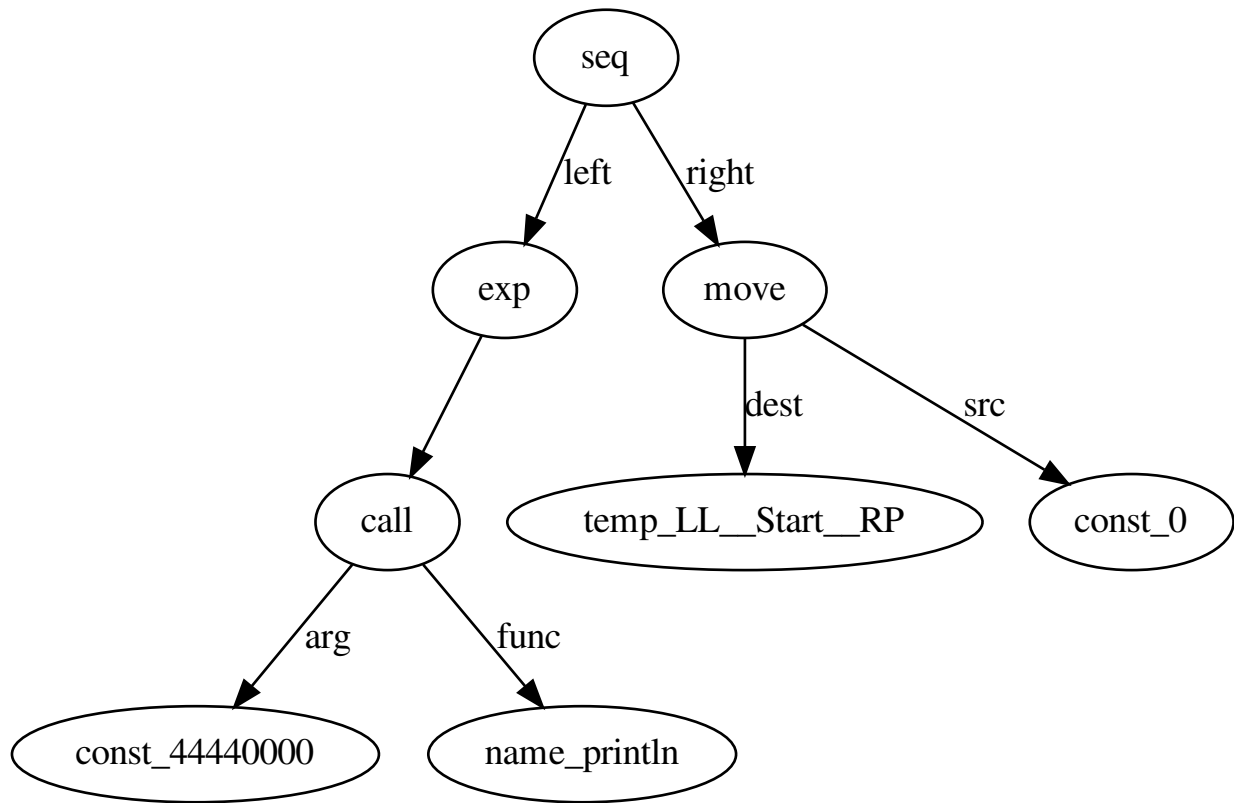 seq
left
right
exp
move
dest
src
call
temp_LL__Start__RP
const_0
arg
func
const_44440000
name_println